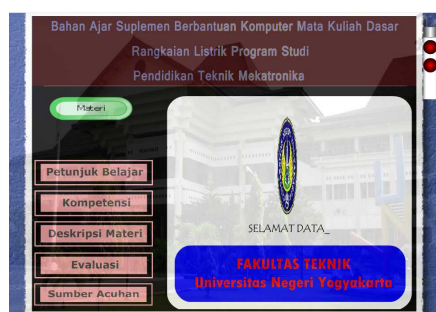 Bahan Ajar Suplemen Berbantuan Komputer Mata Kuliah Dasar
Rangkaian Listrik Program Studi
Pendidikan Teknik Mekatronika
Materi
Petunjuk Belajar
Kompetensi
Deskripsi Materi
Evaluasi
Sumber Acuhan
SELAMAT DATA_
FAKULTAS TEKNIK
Universitas Negeri Yogyakarta